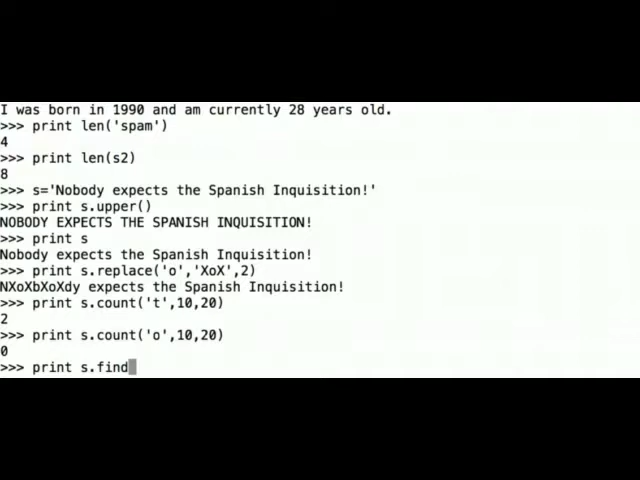 I was born in 1990 and am currently 28 years old.
>>> print len('spam')
4
>>> print len(s2)
8
>>> s='Nobody expects the Spanish Inquisition!'
>>> print s.upper()
NOBODY EXPECTS THE SPANISH INQUISITION!
>>> print s
Nobody expects the Spanish Inquisition!
>>> print s.replace('o','XoX',2)
NXoXbXoXdy expects the Spanish Inquisition!
>>> print s.count('t',10,20)
2
>>> print s.count('o',10,20)
0
>>> print s.find